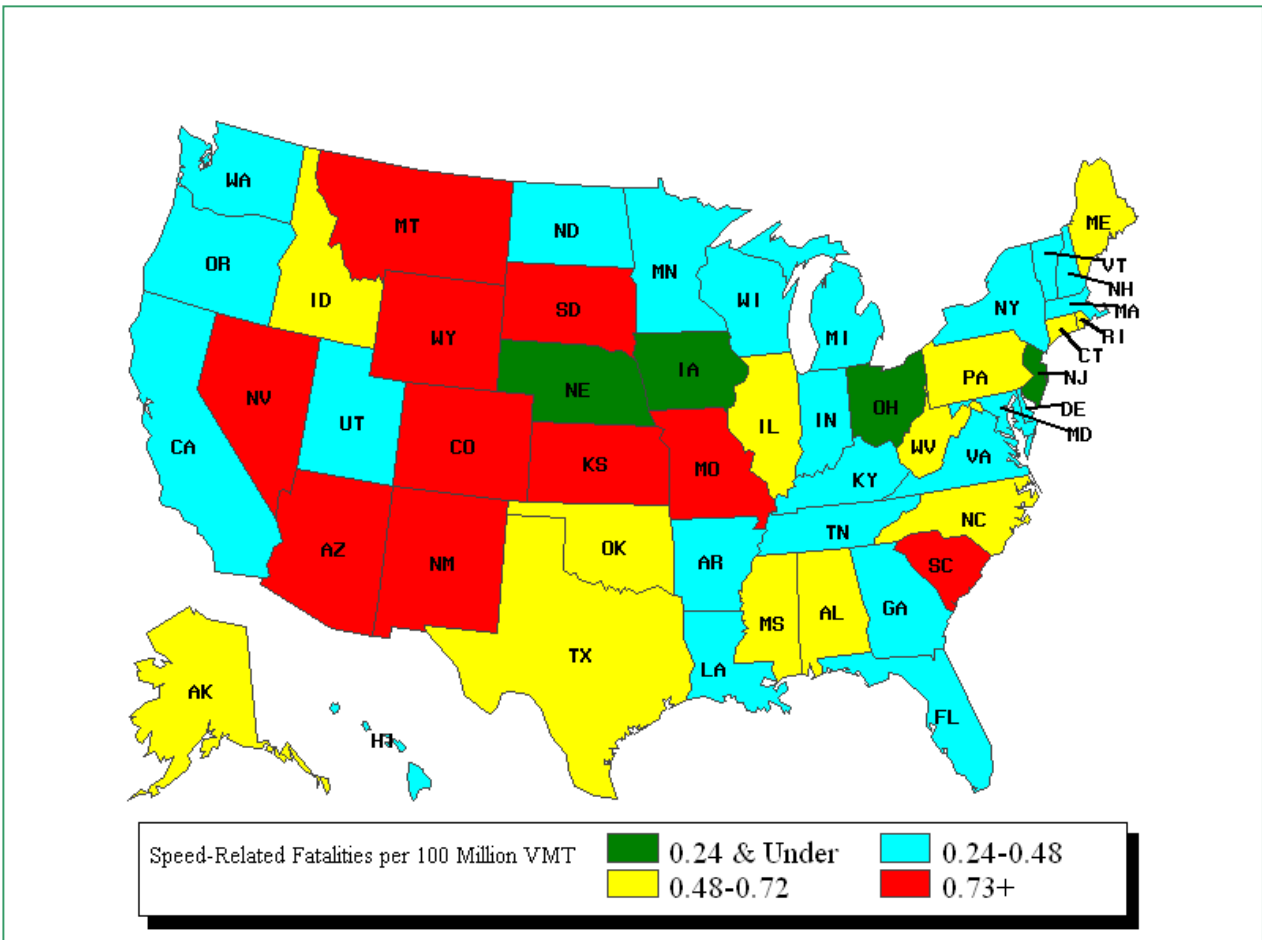 WA
MT
ND
ME
OR
ID
MN
VT
NH
WI
NY
MA
SD
MI
RI
WY
CT
IA
PA
NJ
NE
NV
OH
DE
UT
IL
IN
MD
CA
CO
WV
VA
KS
MO
KY
NC
TN
AZ
OK
NM
AR
SC
GA
MS
AL
TX
LA
AK
FL
HI
Speed-Related Fatalities per 100 Million VMT
0.24 & Under
0.24-0.48
0.48-0.72
0.73+